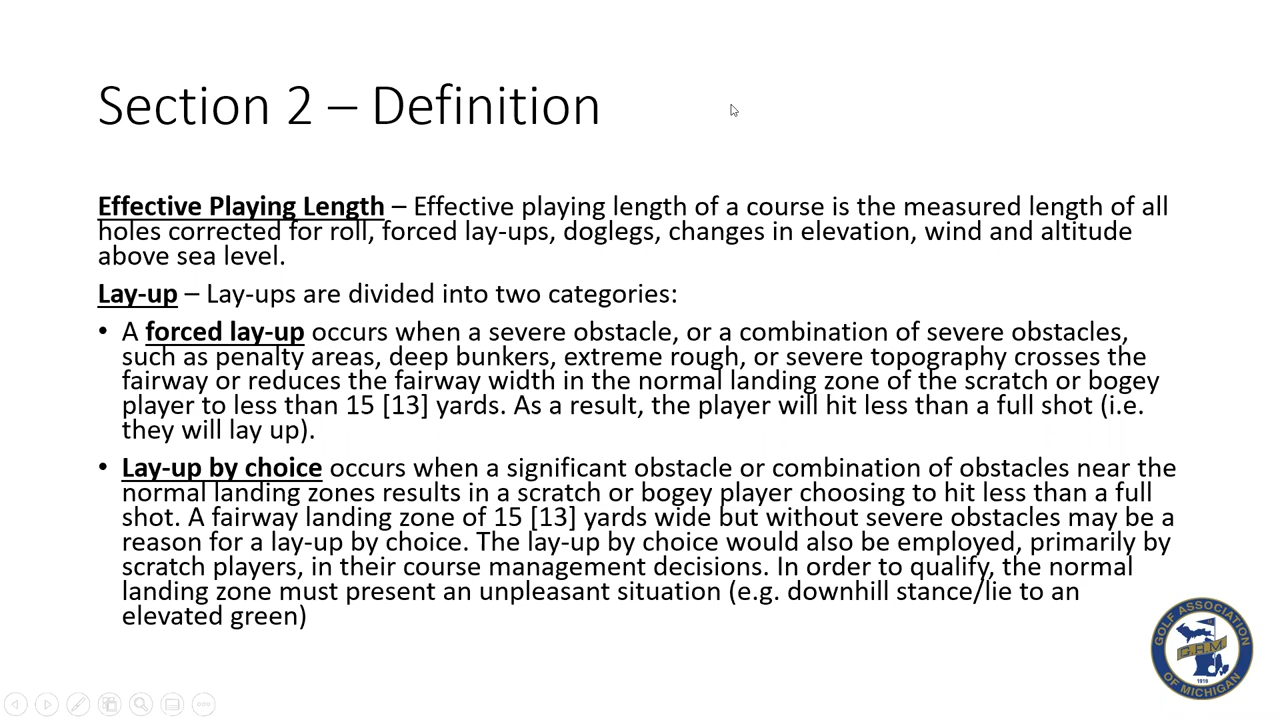 Section 2 – Definition
Effective Playing Length – Effective playing length of a course is the measured length of all
holes corrected for roll, forced lay-ups, doglegs, changes in elevation, wind and altitude
above sea level.
Lay-up – Lay-ups are divided into two categories:
• A forced lay-up occurs when a severe obstacle, or a combination of severe obstacles,
such as penalty areas, deep bunkers, extreme rough, or severe topography crosses the
fairway or reduces the fairway width in the normal landing zone of the scratch or bogey
player to less than 15 [13] yards. As a result, the player will hit less than a full shot (i.e.
they will lay up).
• Lay-up by choice occurs when a significant obstacle or combination of obstacles near the
normal landing zones results in a scratch or bogey player choosing to hit less than a full
shot. A fairway landing zone of 15 [13] yards wide but without severe obstacles may be a
reason for a lay-up by choice. The lay-up by choice would also be employed, primarily by
scratch players, in their course management decisions. In order to qualify, the normal
landing zone must present an unpleasant situation (e.g. downhill stance/lie to an
elevated green)
GOLF ASSOCIATION
G.A.M
1919
OF MICHIGAN